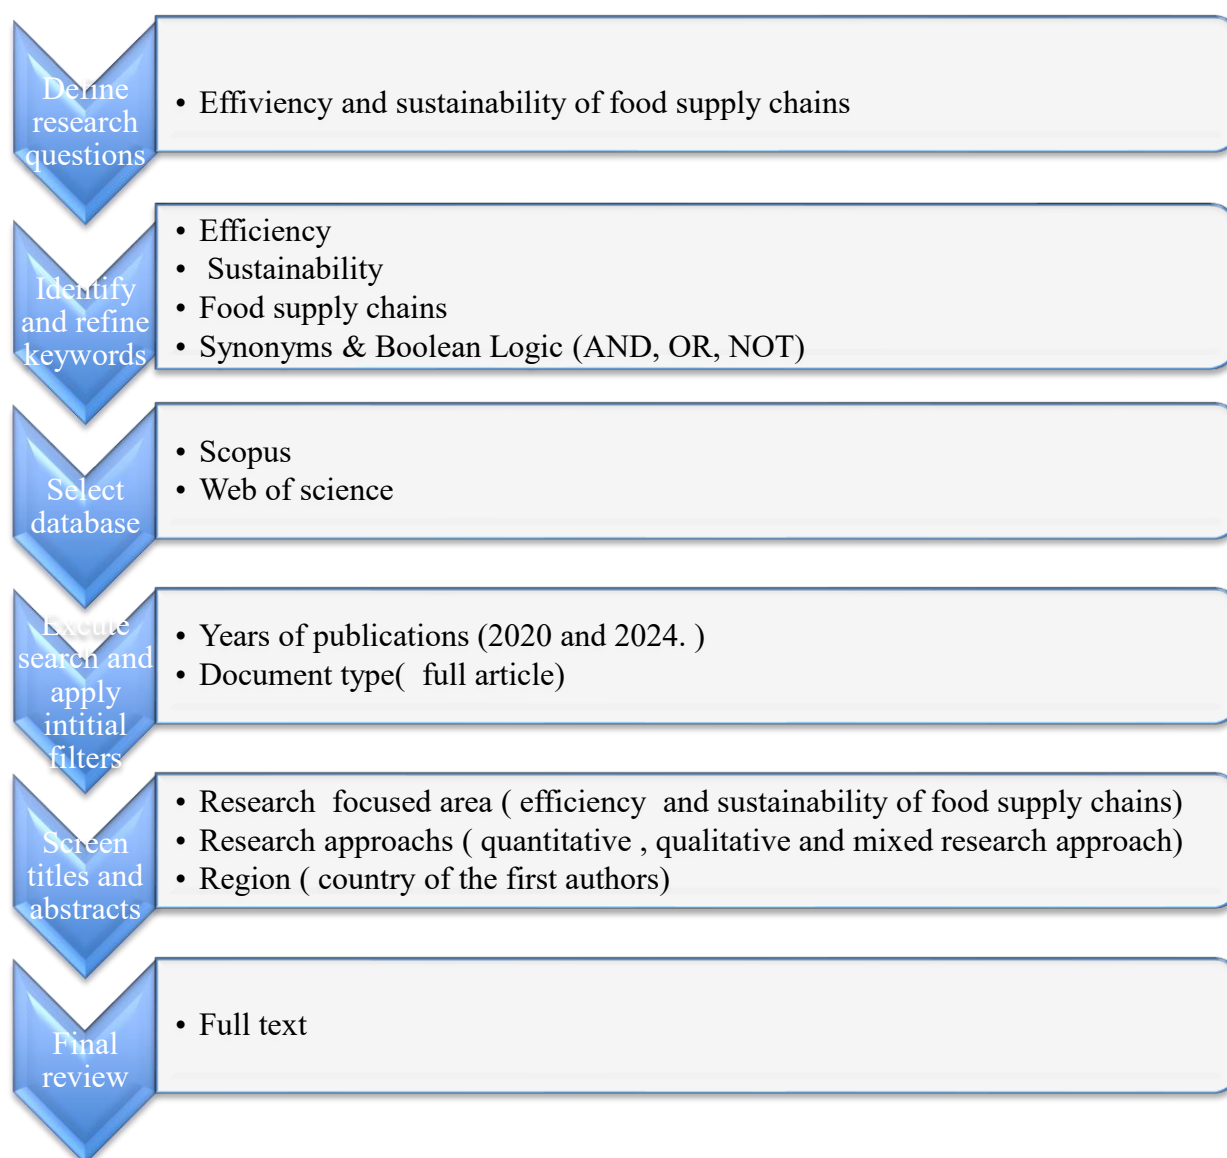 Define
research
questions
• Effiviency and sustainability of food supply chains
Identify
and refine
keywords
• Efficiency
• Sustainability
• Food supply chains
• Synonyms & Boolean Logic (AND, OR, NOT)
Select
database
• Scopus
• Web of science
Excute
search and
apply
intitial
filters
• Years of publications (2020 and 2024. )
• Document type( full article)
Screen
titles and
abstracts
• Research focused area ( efficiency and sustainability of food supply chains)
• Research approachs ( quantitative , qualitative and mixed research approach)
• Region ( country of the first authors)
Final
review
• Full text